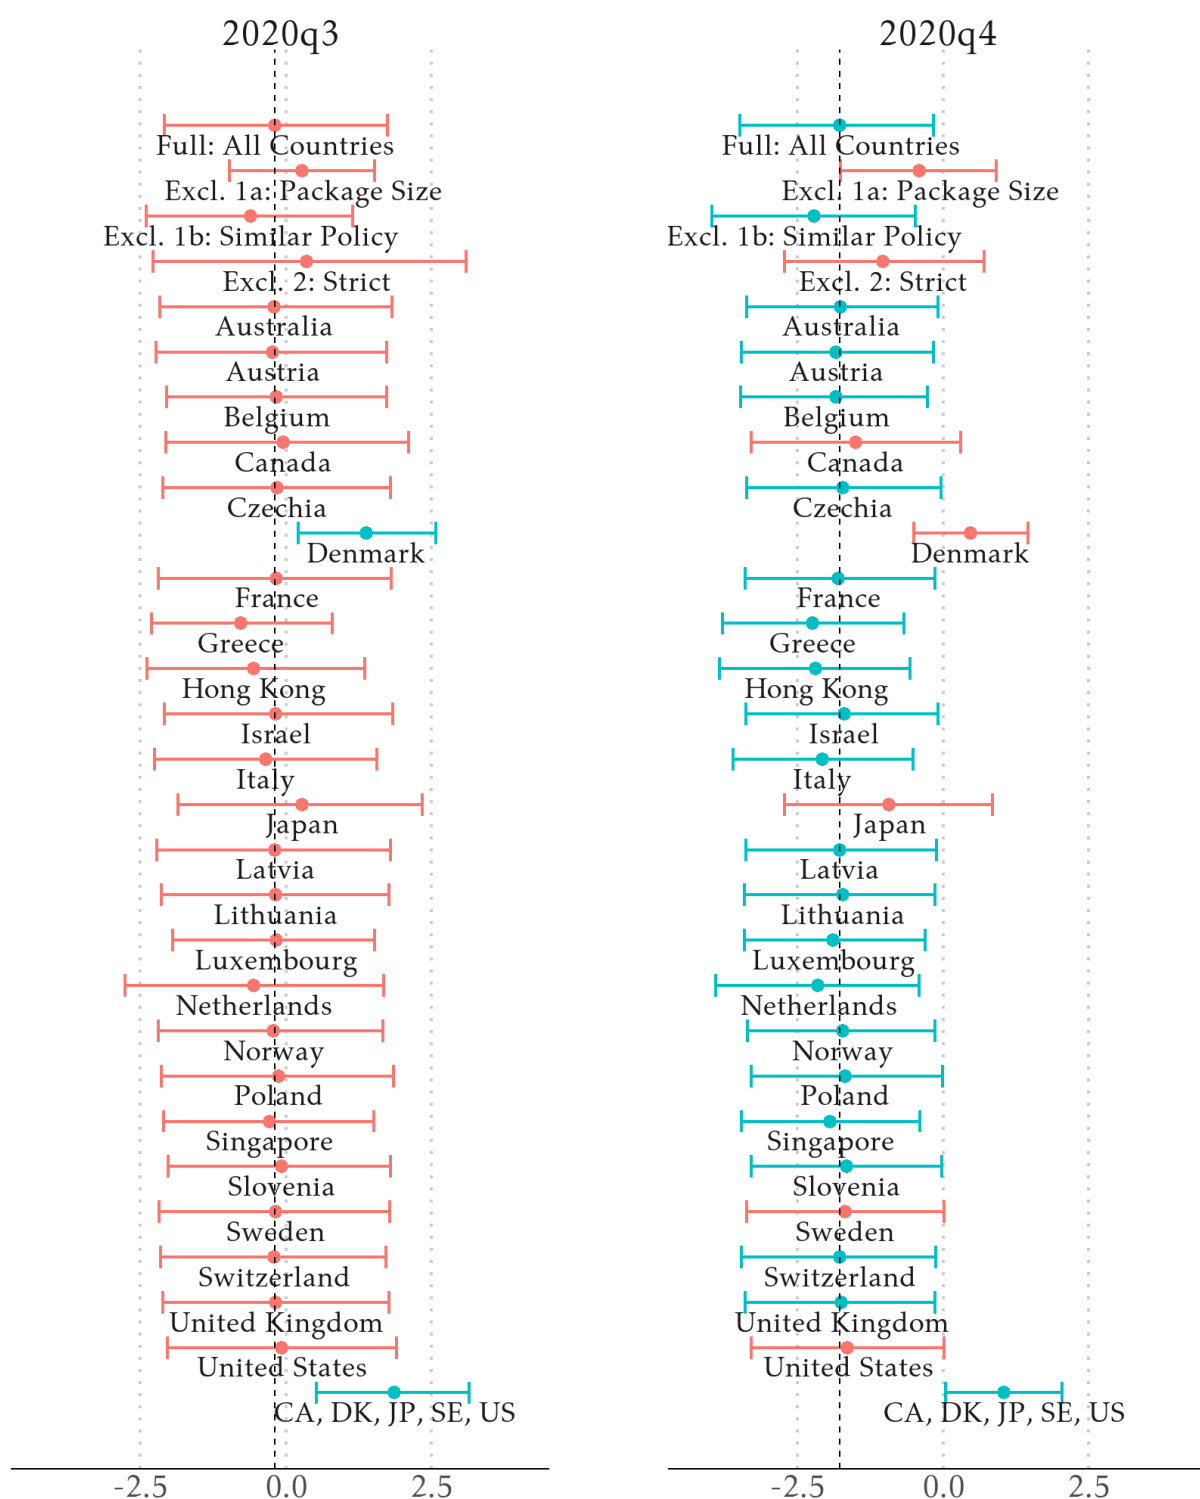 2020q3
Full: All Countries
Excl. 1a: Package Size
Excl. 1b: Similar Policy
Excl. 2: Strict
Australia
Austria
Belgium
Canada
Czechia
Denmark
France
Greece
Hong Kong
Israel
Italy
Japan
Latvia
Lithuania
Luxembourg
Netherlands
Norway
Poland
Singapore
Slovenia
Sweden
Switzerland
United Kingdom
United States
CA, DK, JP, SE, US
-2.5 0.0 2.5
2020q4
Full: All Countries
Excl. 1a: Package Size
Excl. 1b: Similar Policy
Excl. 2: Strict
Australia
Austria
Belgium
Canada
Czechia
Denmark
France
Greece
Hong Kong
Israel
Italy
Japan
Latvia
Lithuania
Luxembourg
Netherlands
Norway
Poland
Singapore
Slovenia
Sweden
Switzerland
United Kingdom
United States
CA, DK, JP, SE, US
-2.5 0.0 2.5